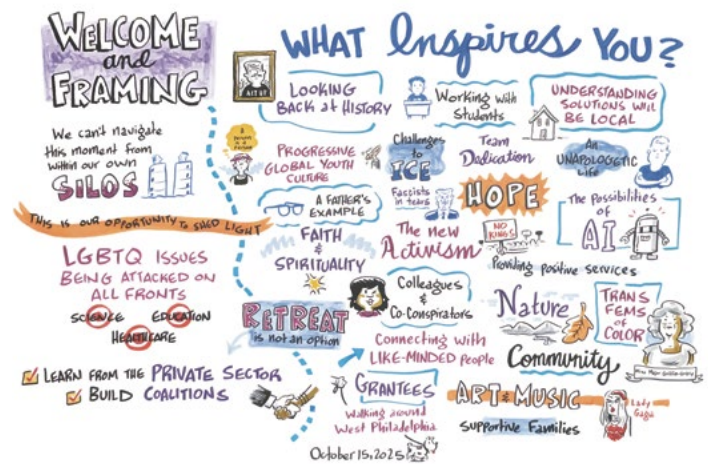 WELCOME
and
FRAMING
We can't navigate
this moment from
within our own
SILOS
THIS IS OUR OPPORTUNITY to SHED LIGHT
LGBTQ ISSUES
BEING ATTACKED ON
ALL FRONTS
SCIENCE
EDUCATION
HEALTHCARE
LEARN FROM THE PRIVATE SECTOR
BUILD COALITIONS
WHAT Inspires YOU?
ACT UP
LOOKING
BACK at HISTORY
Working with
Students
UNDERSTANDING
SOLUTIONS WILL
BE LOCAL
PROGRESSIVE
GLOBAL YOUTH
CULTURE
Challenges
to
ICE
Fascists
in tears
Team
Dedication
An
UNAPOLOGETIC
LIFE
A FATHER'S
EXAMPLE
HOPE
The Possibilities
of
AI
FAITH
&
SPIRITUALITY
The new
Activism
NO
KINGS
Providing positive services
RETREAT
is not an option
Colleagues
&
Co-Conspirators
Nature
TRANS
FEMS
of
COLOR
Connecting with
LIKE-MINDED people
Community
GRANTEES
Walking around
West Philadelphia
ART & MUSIC
Lady
Gaga
Supportive Families
October 15, 2025